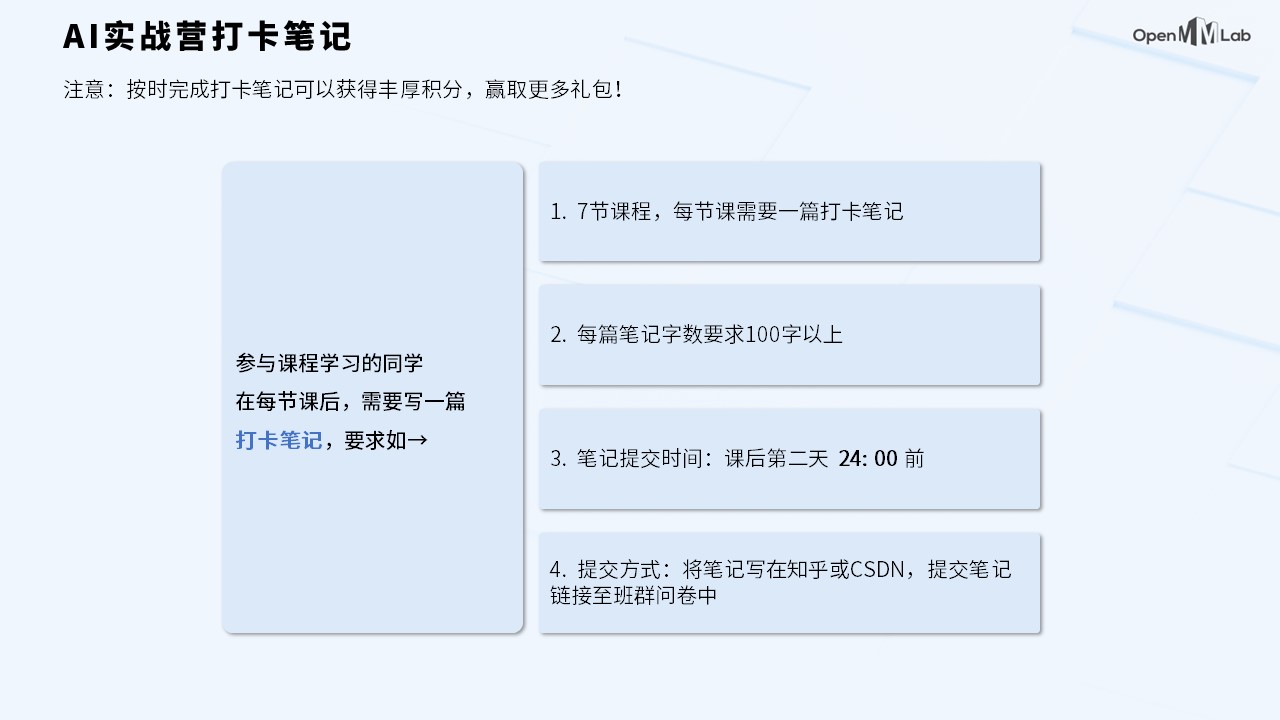 AI实战营打卡笔记
OpenMMLab
注意：按时完成打卡笔记可以获得丰厚积分，赢取更多礼包！
参与课程学习的同学
在每节课后，需要写一篇
打卡笔记，要求如→
1. 7节课程，每节课需要一篇打卡笔记
2. 每篇笔记字数要求100字以上
3. 笔记提交时间：课后第二天 24：00 前
4. 提交方式：将笔记写在知乎或CSDN，提交笔记
链接至班群问卷中